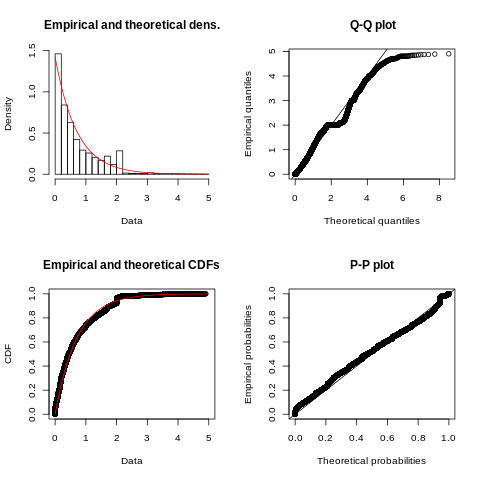 Empirical and theoretical dens.
Density
0.0 0.5 1.0 1.5
0 1 2 3 4 5
Data
Q-Q plot
Empirical quantiles
0 1 2 3 4 5
0 2 4 6 8
Theoretical quantiles
Empirical and theoretical CDFs
CDF
0.0 0.2 0.4 0.6 0.8 1.0
0 1 2 3 4 5
Data
P-P plot
Empirical probabilities
0.0 0.2 0.4 0.6 0.8 1.0
0.0 0.2 0.4 0.6 0.8 1.0
Theoretical probabilities